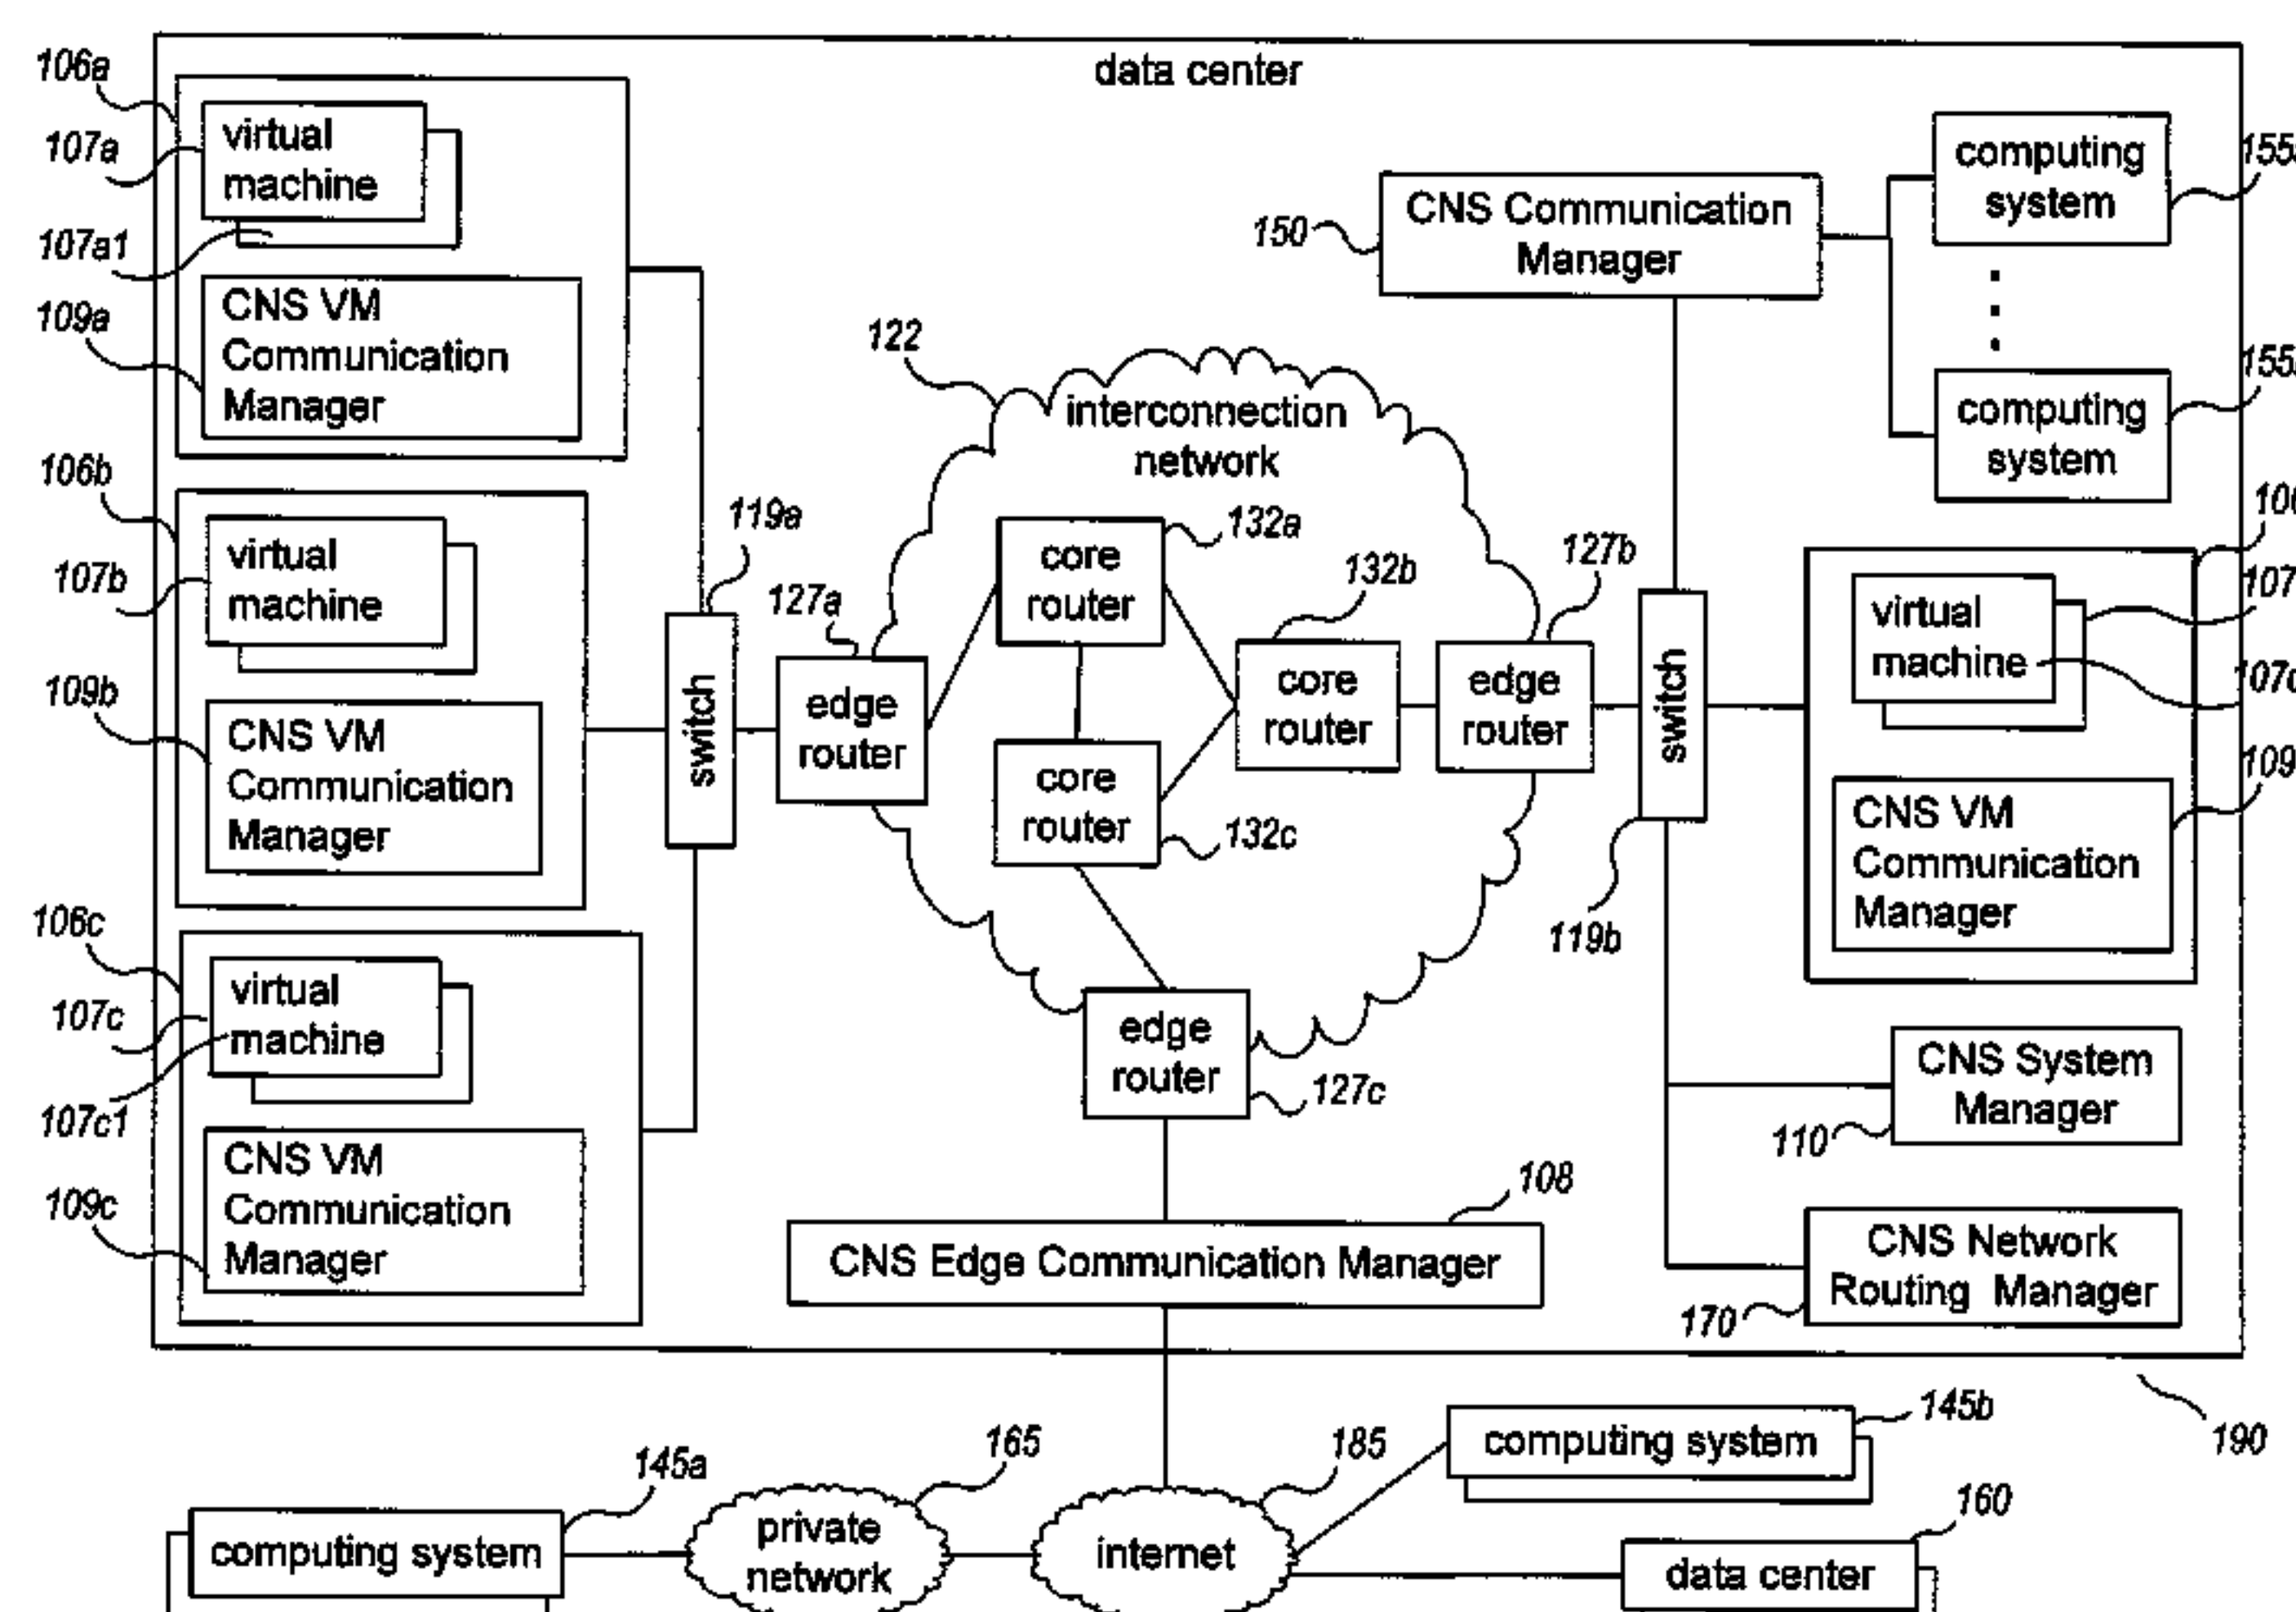 data center
106a
virtual
machine
107a
107a1
CNS VM
Communication
Manager
109a
106b
virtual
machine
107b
CNS VM
Communication
Manager
109b
106c
virtual
machine
107c
107c1
CNS VM
Communication
Manager
109c
switch
119a
122
interconnection
network
127a
edge
router
core
router
132a
core
router
132b
core
router
132c
edge
router
127b
edge
router
127c
switch
119b
150
CNS Communication
Manager
computing
system
computing
system
virtual
machine
CNS VM
Communication
Manager
CNS System
Manager
110
CNS Network
Routing Manager
170
108
CNS Edge Communication Manager
190
145a
computing system
165
private
network
185
internet
145b
computing system
160
data center